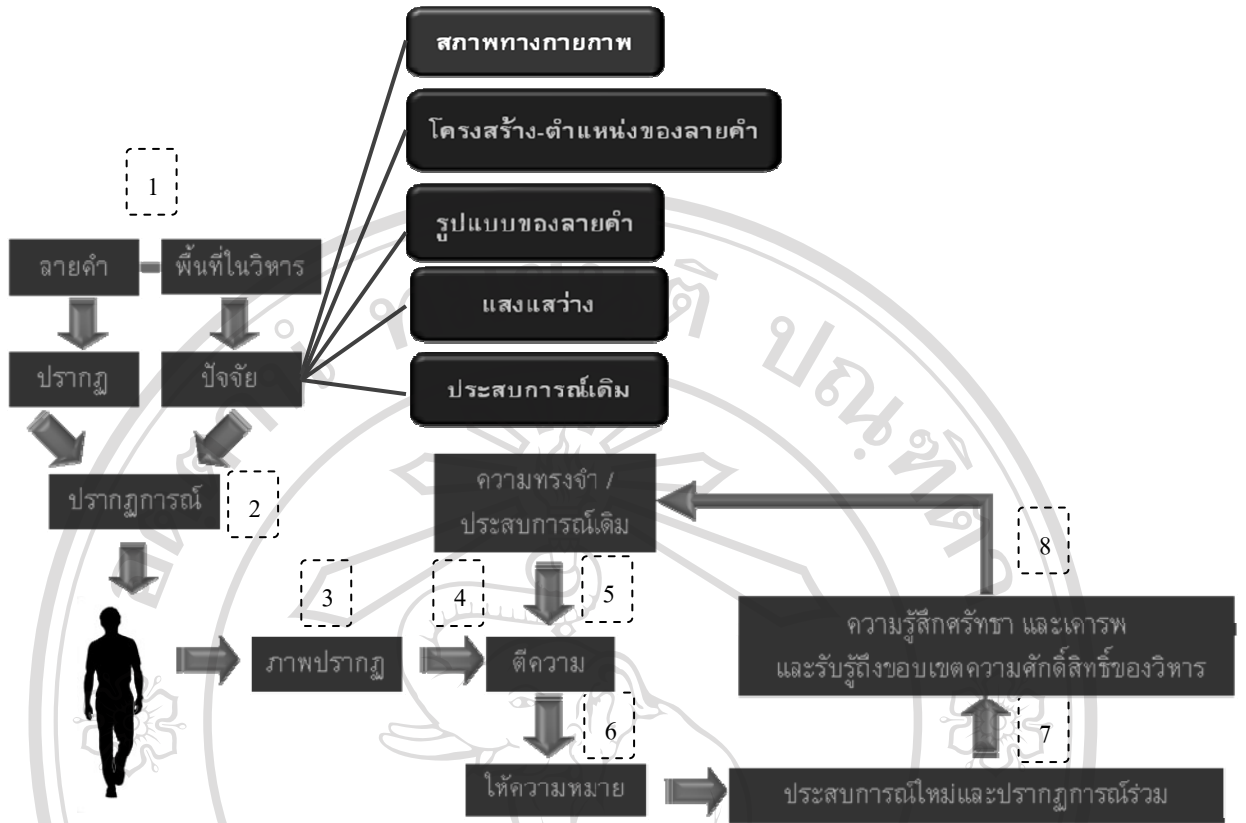 สภาพทางกายภาพ
โครงสร้าง-ตำแหน่งของลายคำ
รูปแบบของลายคำ
แสงแสว่าง
ประสบการณ์เดิม
1
ลายคำ
พื้นที่ในวิหาร
ปรากฏ
ปัจจัย
ปรากฏการณ์
2
ความทรงจำ /
ประสบการณ์เดิม
3
4
5
ภาพปรากฏ
ตีความ
6
ให้ความหมาย
ประสบการณ์ใหม่และปรากฏการณ์ร่วม
7
ความรู้สึกศรัทธา และเคารพ
และรับรู้ถึงขอบเขตความศักดิ์สิทธิ์ของวิหาร
8